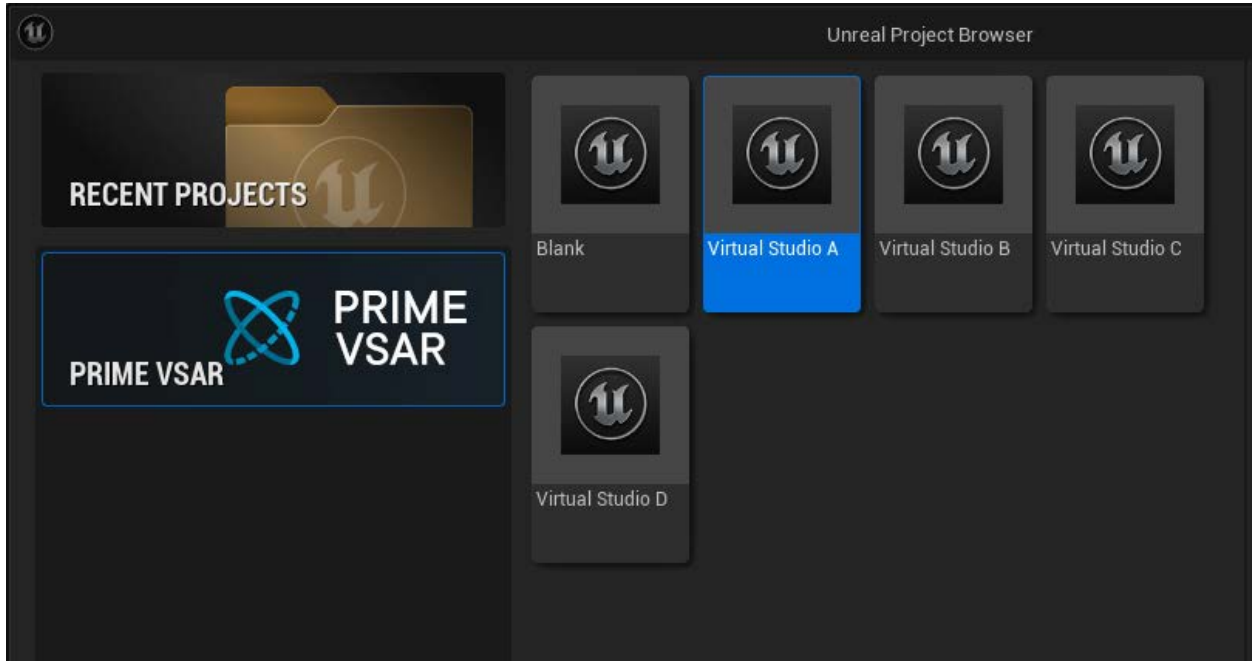 Unreal Project Browser
RECENT PROJECTS
PRIME
VSAR
PRIME VSAR
Blank
Virtual Studio A
Virtual Studio B
Virtual Studio C
Virtual Studio D